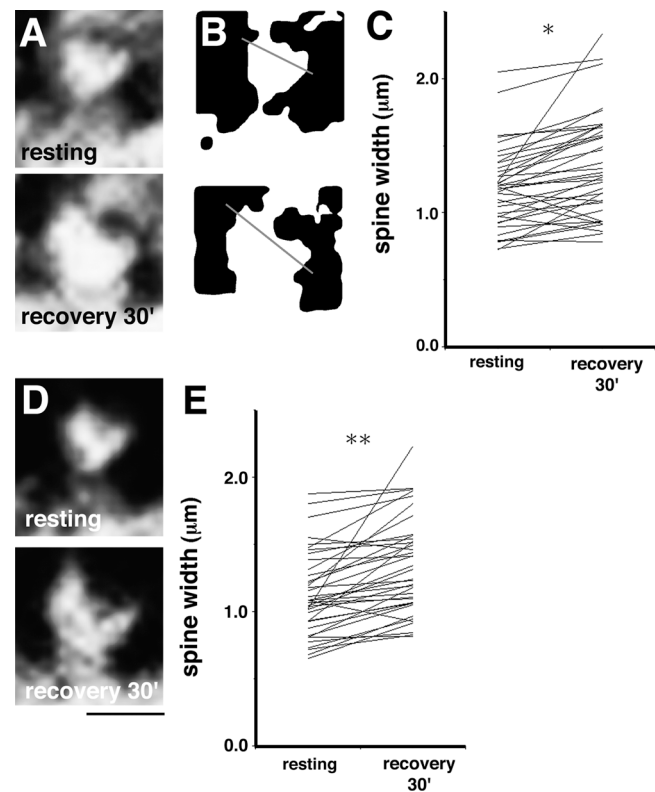 A
resting
recovery 30'
B
C
*
spine width (μm)
2.0
1.0
0.0
resting
recovery
30'
D
resting
recovery 30'
E
**
spine width (μm)
2.0
1.0
0.0
resting
recovery
30'